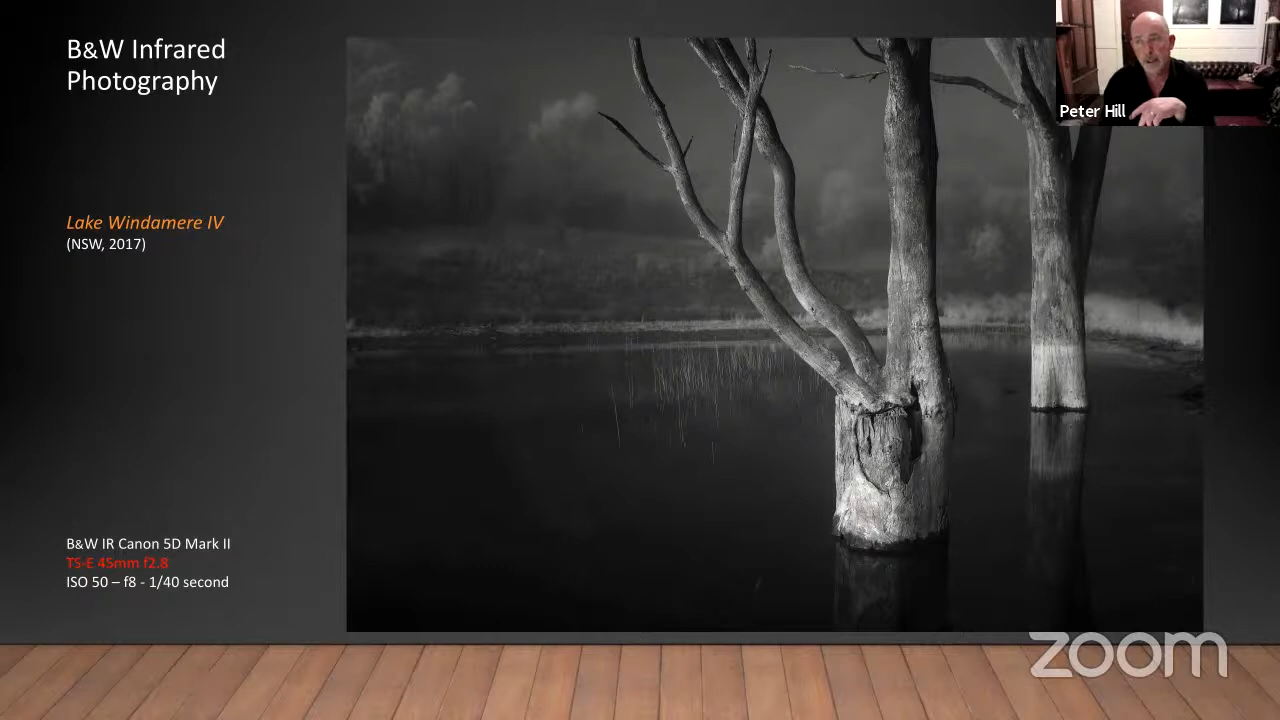 B&W Infrared
Photography
Peter Hill
Lake Windamere IV
(NSW, 2017)
B&W IR Canon 5D Mark II
TS-E 45mm f2.8
ISO 50 – f8 - 1/40 second
zoom